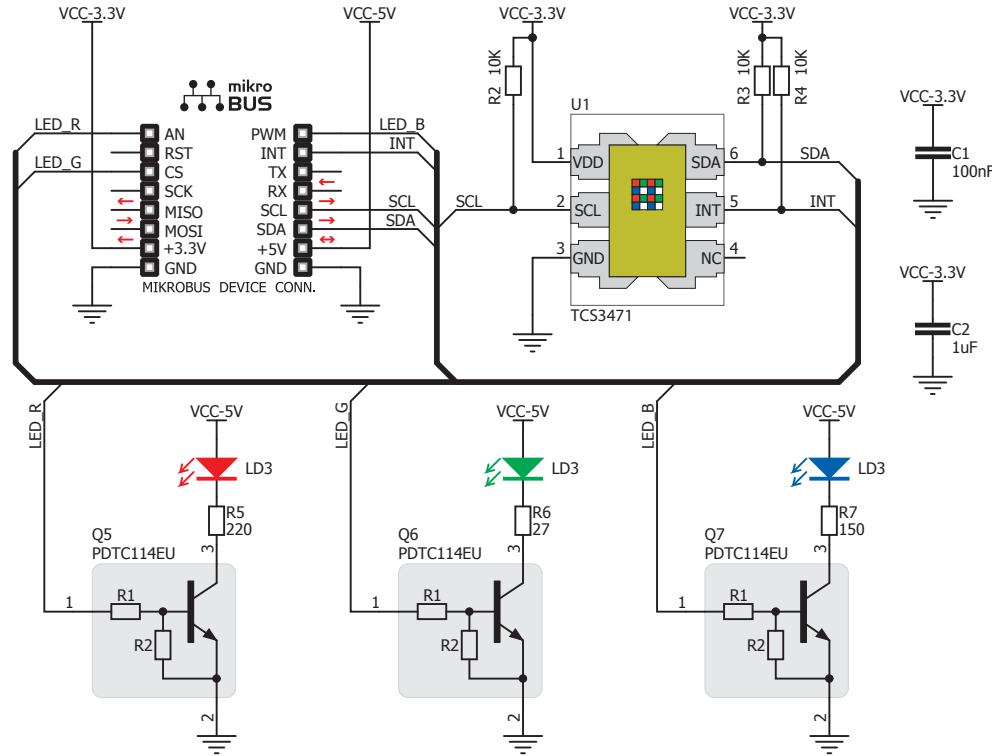 VCC-3.3V
VCC-5V
VCC-3.3V
VCC-3.3V
mikro
BUS
R2 10K
R3 10K
R4 10K
LED_R
LED_G
AN
RST
CS
SCK
MISO
MOSI
+3.3V
GND
PWM
INT
TX
RX
SCL
SDA
+5V
GND
LED_B
INT
SCL
SDA
MIKROBUS DEVICE CONN.
SCL
U1
1
VDD
2
SCL
3
GND
SDA
6
INT
5
NC
4
TCS3471
SDA
INT
VCC-3.3V
C1
100nF
VCC-3.3V
C2
1uF
LED_R
VCC-5V
LD3
R5
220
Q5
PDTC114EU
3
1
R1
R2
2
LED_G
VCC-5V
LD3
R6
27
Q6
PDTC114EU
3
1
R1
R2
2
LED_B
VCC-5V
LD3
R7
150
Q7
PDTC114EU
3
1
R1
R2
2